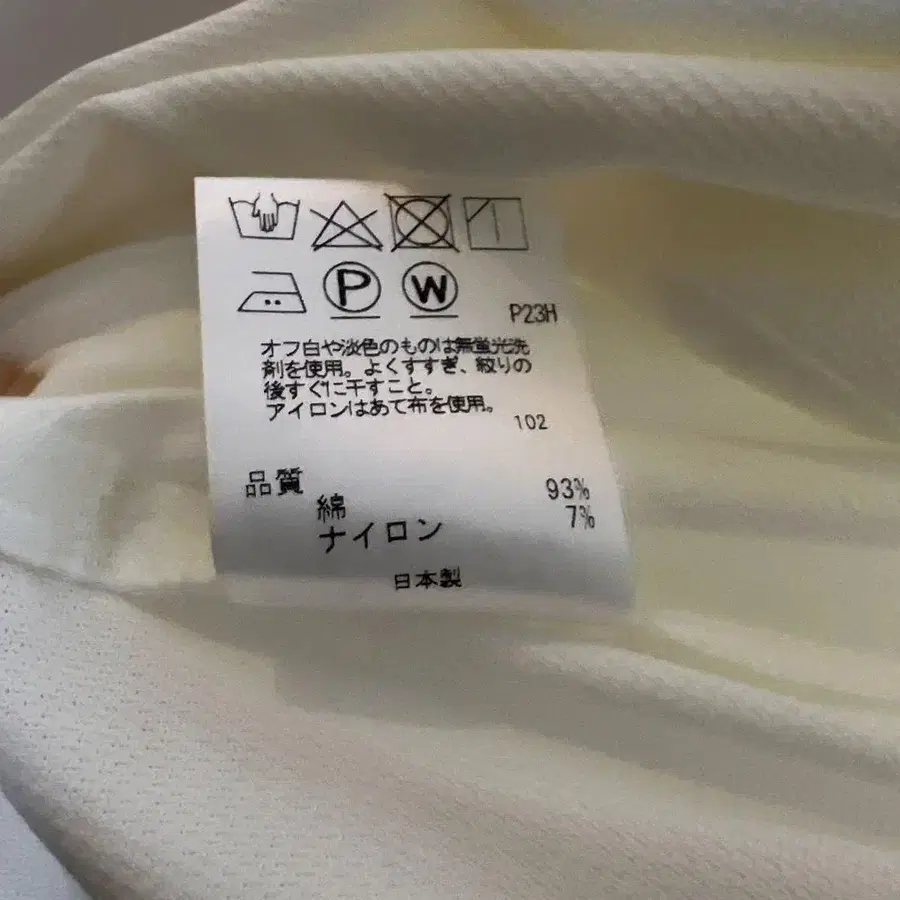 P W
P23H
オフ白や淡色のものは無蛍光洗
剤を使用。よくすすぎ、絞りの
後すぐに干すこと。
アイロンはあて布を使用。
102
品質
綿 93%
ナイロン 7%
日本製